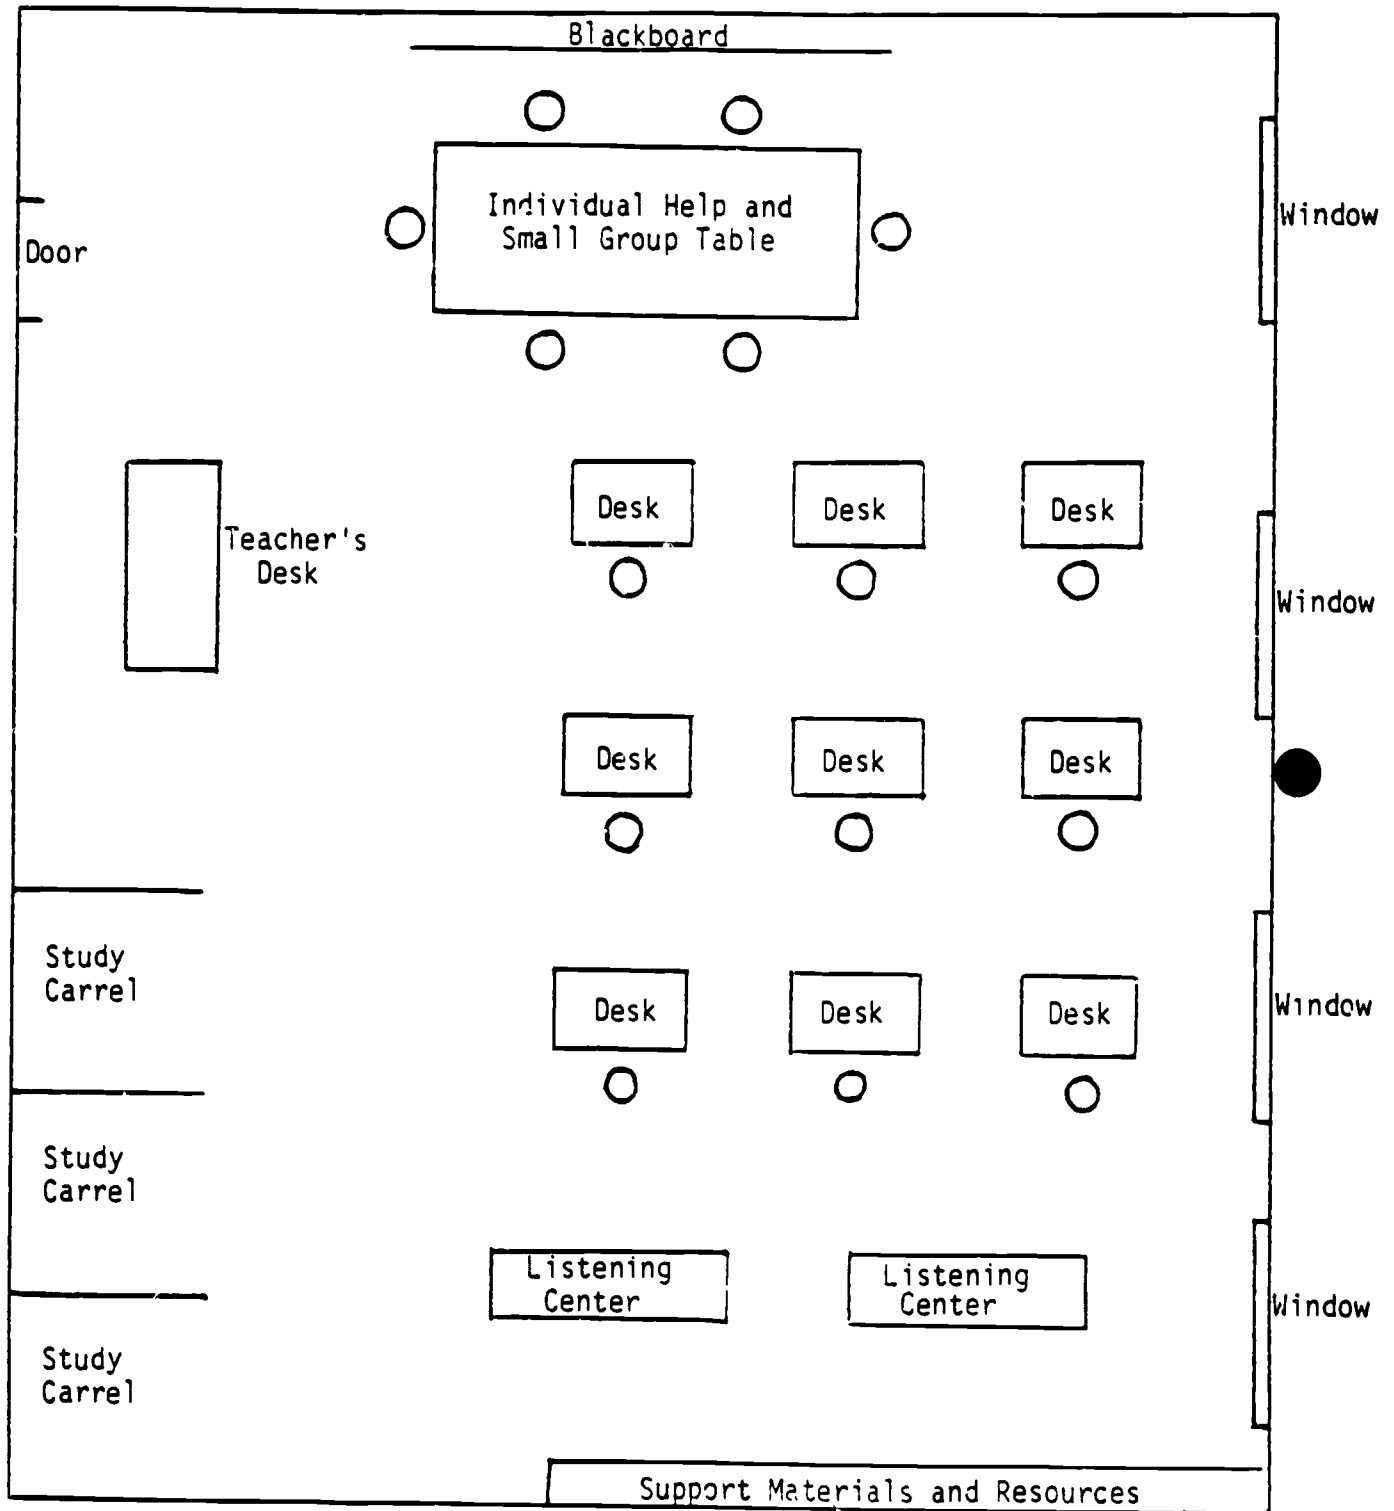 Blackboard
Individual Help and
Small Group Table
Window
Door
Desk
Desk
Desk
Teacher's
Desk
Window
Desk
Desk
Desk
Study
Carrel
Desk
Desk
Desk
Window
Study
Carrel
Listening
Center
Listening
Center
Window
Study
Carrel
Support Materials and Resources